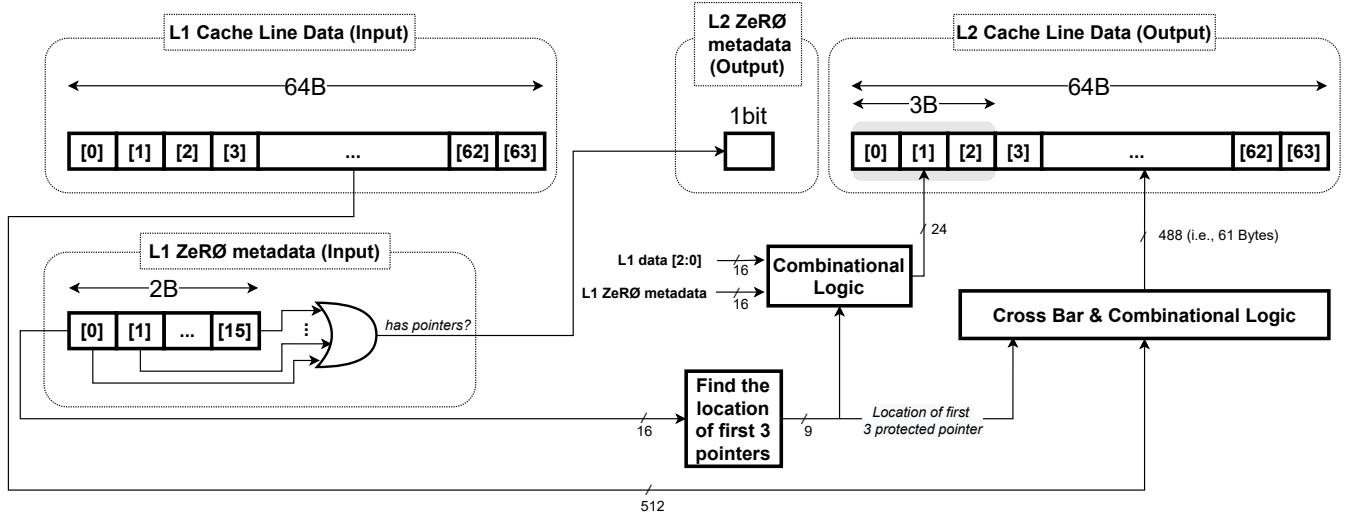 L1 Cache Line Data (Input)
64B
[0] [1] [2] [3] ... [62] [63]
L2 ZeRØ
metadata
(Output)
1bit
L2 Cache Line Data (Output)
64B
3B
[0] [1] [2] [3] ... [62] [63]
L1 ZeRØ metadata (Input)
2B
[0] [1] ... [15]
...
has pointers?
L1 data [2:0]
16
L1 ZeRØ metadata
16
Combinational
Logic
24
488 (i.e., 61 Bytes)
Cross Bar & Combinational Logic
16
Find the
location
of first 3
pointers
9
Location of first
3 protected pointer
512